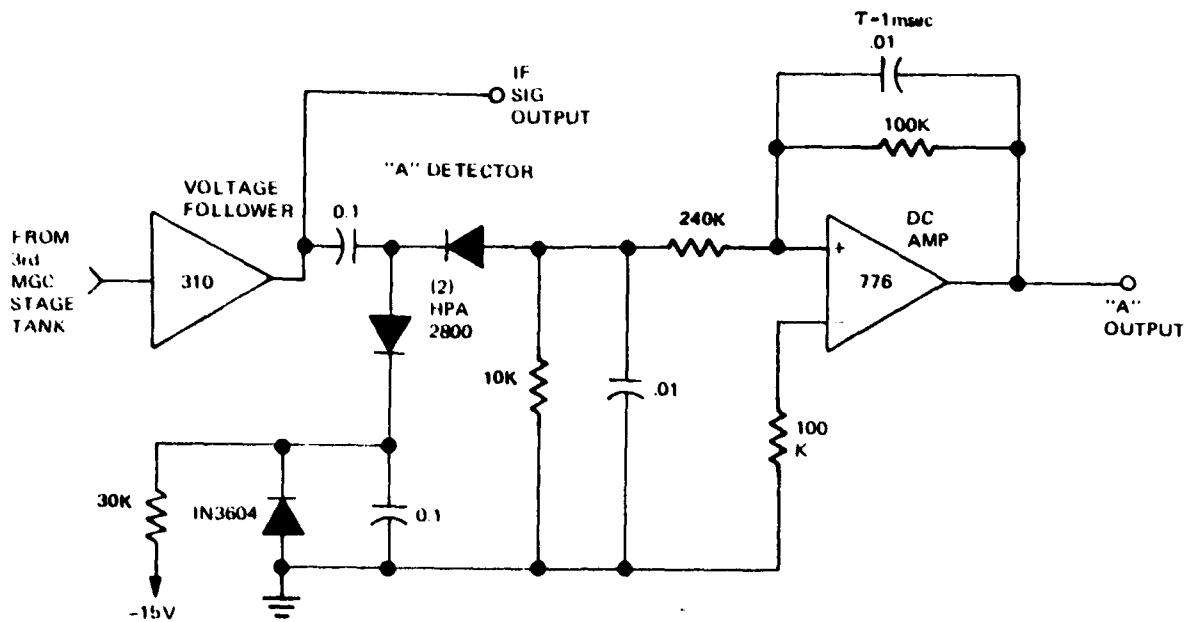 T-1msec
.01
IF
SIG
OUTPUT
100K
"A" DETECTOR
VOLTAGE
FOLLOWER
0.1
240K
DC
AMP
FROM
3rd
MGC
STAGE
TANK
310
(2)
HPA
2800
+
776
-
"A"
OUTPUT
10K
.01
100
K
30K
IN3604
0.1
-15V